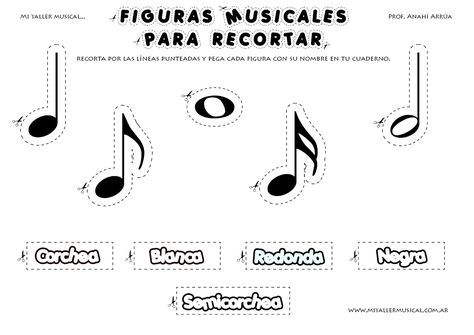 Mi taller musical...
Prof. Anahí Arrúa
FIGURAS MUSICALES
PARA RECORTAR
RECORTA POR LAS LÍNEAS PUNTEADAS Y PEGA CADA FIGURA CON SU NOMBRE EN TU CUADERNO.
Corchea
Blanca
Redonda
Negra
Semicorchea
www.mitallermusical.com.ar